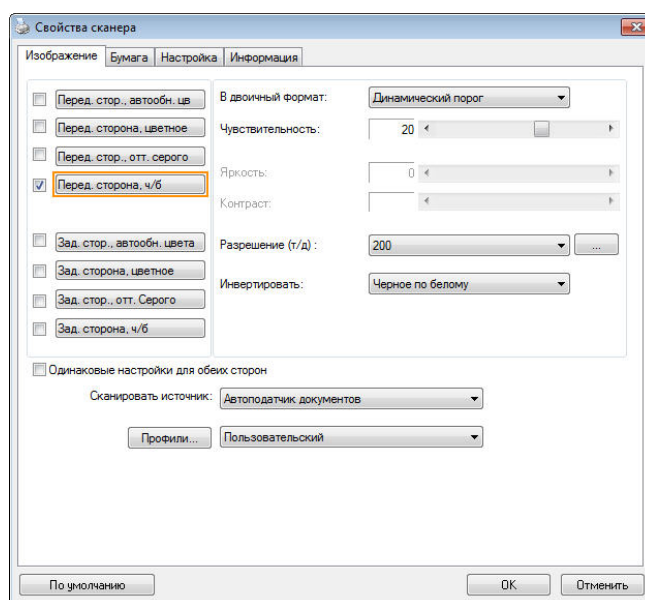 Свойства сканера
Изображение Бумага Настройка Информация
Перед. стор., автообн. цв
Перед. сторона, цветное
Перед. стор., отт. серого
Перед. сторона, ч/б
Зад. стор., автообн. цвета
Зад. сторона, цветное
Зад. стор., отт. Серого
Зад. сторона, ч/б
В двоичный формат: Динамический порог
Чувствительность: 20
Яркость: 0
Контраст:
Разрешение (т/д) : 200 ...
Инвертировать: Черное по белому
Одинаковые настройки для обеих сторон
Сканировать источник: Автоподатчик документов
Профили... Пользовательский
По умолчанию OK Отменить